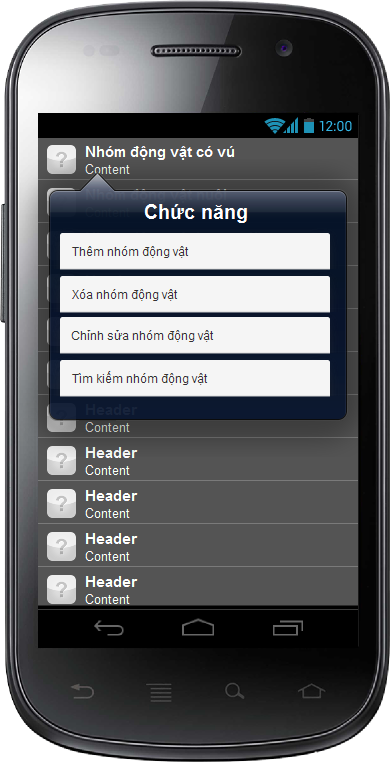 12:00
Nhóm động vật có vú
Content
Chức năng
Thêm nhóm động vật
Xóa nhóm động vật
Chỉnh sửa nhóm động vật
Tìm kiếm nhóm động vật
Header
Content
Header
Content
Header
Content
Header
Content
Header
Content